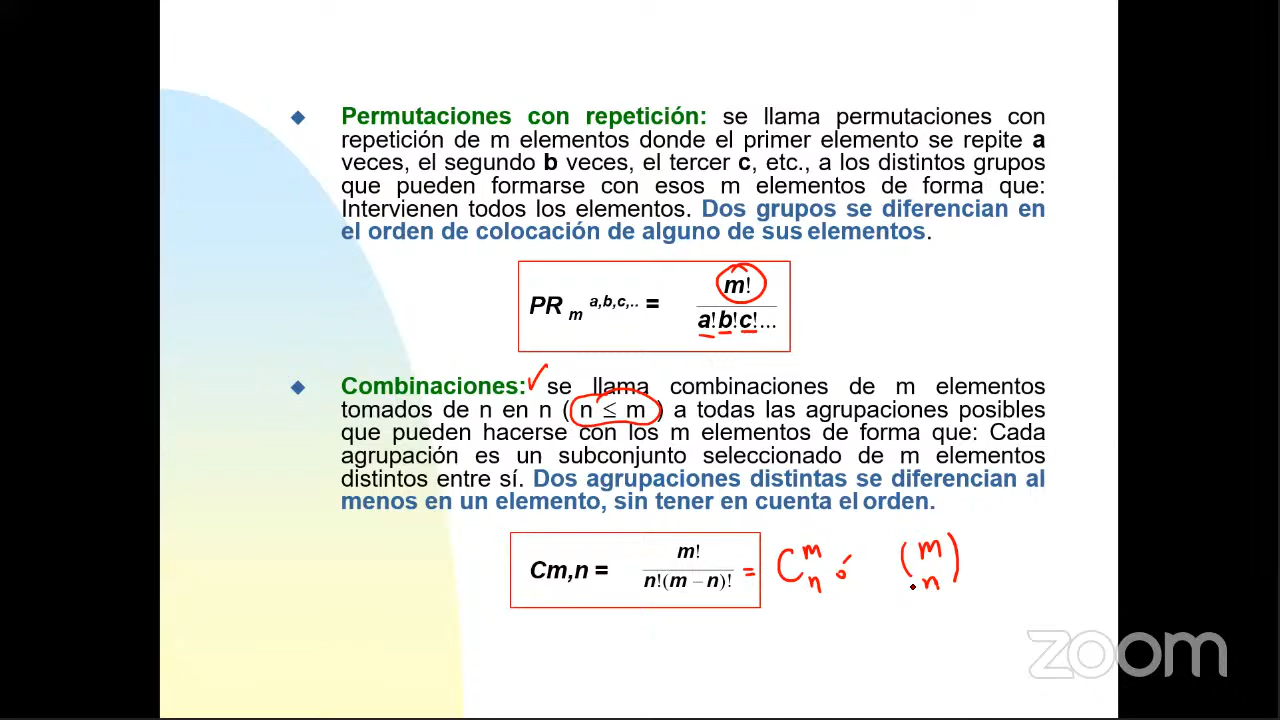 Permutaciones con repetición: se llama permutaciones con
repetición de m elementos donde el primer elemento se repite a
veces, el segundo b veces, el tercer c, etc., a los distintos grupos
que pueden formarse con esos m elementos de forma que:
Intervienen todos los elementos. Dos grupos se diferencian en
el orden de colocación de alguno de sus elementos.
PR m a,b,c,.. = m! / a!b!c!...
Combinaciones: ✓ se llama combinaciones de m elementos
tomados de n en n ( n ≤ m ) a todas las agrupaciones posibles
que pueden hacerse con los m elementos de forma que: Cada
agrupación es un subconjunto seleccionado de m elementos
distintos entre sí. Dos agrupaciones distintas se diferencian al
menos en un elemento, sin tener en cuenta el orden.
Cm,n = m! / n!(m – n)! = C m n ó ( m n )
zoom